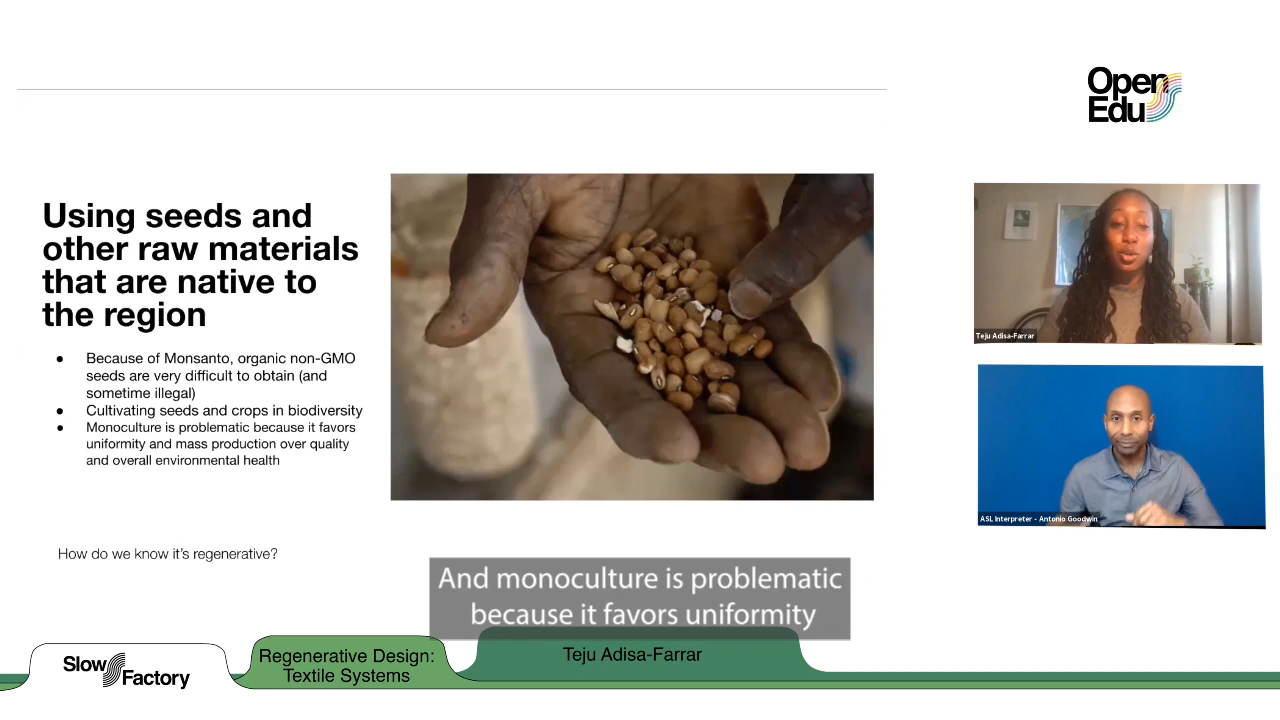 Open
Edu
Using seeds and
other raw materials
that are native to
the region
● Because of Monsanto, organic non-GMO
seeds are very difficult to obtain (and
sometime illegal)
● Cultivating seeds and crops in biodiversity
● Monoculture is problematic because it favors
uniformity and mass production over quality
and overall environmental health
How do we know it's regenerative?
Teju Adisa-Farrar
ASL Interpreter - Antonio Goodwin
And monoculture is problematic
because it favors uniformity
Slow
Factory
Regenerative Design:
Textile Systems
Teju Adisa-Farrar